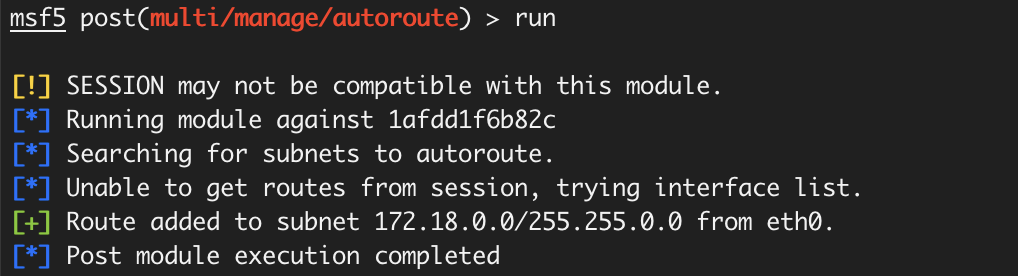 msf5 post(multi/manage/autoroute) > run
[!] SESSION may not be compatible with this module.
[*] Running module against 1afdd1f6b82c
[*] Searching for subnets to autoroute.
[*] Unable to get routes from session, trying interface list.
[+] Route added to subnet 172.18.0.0/255.255.0.0 from eth0.
[*] Post module execution completed